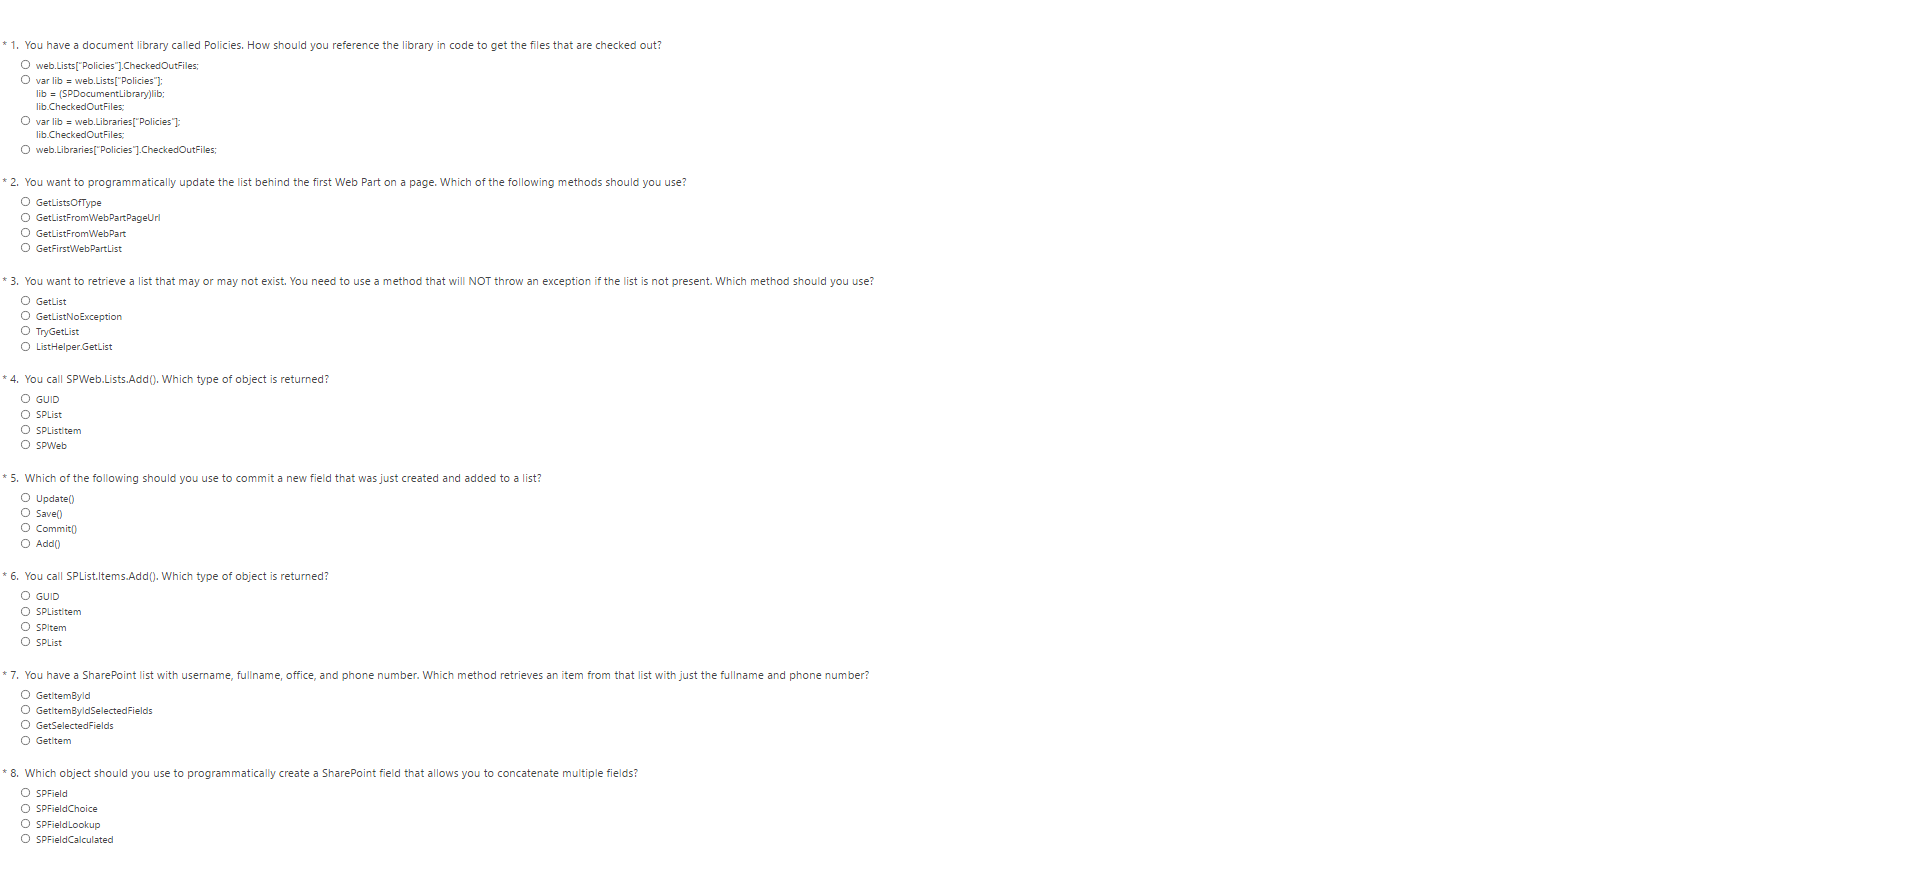 * 1. You have a document library called Policies. How should you reference the library in code to get the files that are checked out?
web.Lists["Policies"].CheckedOutFiles;
var lib = web.Lists["Policies"];
lib = (SPDocumentLibrary)lib;
lib.CheckedOutFiles;
var lib = web.Libraries["Policies"];
lib.CheckedOutFiles;
web.Libraries["Policies"].CheckedOutFiles;
* 2. You want to programmatically update the list behind the first Web Part on a page. Which of the following methods should you use?
GetListsOfType
GetListFromWebPartPageUrl
GetListFromWebPart
GetFirstWebPartList
* 3. You want to retrieve a list that may or may not exist. You need to use a method that will NOT throw an exception if the list is not present. Which method should you use?
GetList
GetListNoException
TryGetList
ListHelper.GetList
* 4. You call SPWeb.Lists.Add(). Which type of object is returned?
GUID
SPList
SPListItem
SPWeb
* 5. Which of the following should you use to commit a new field that was just created and added to a list?
Update()
Save()
Commit()
Add()
* 6. You call SPList.Items.Add(). Which type of object is returned?
GUID
SPListItem
SPItem
SPList
* 7. You have a SharePoint list with username, fullname, office, and phone number. Which method retrieves an item from that list with just the fullname and phone number?
GetItemById
GetItemByIdSelectedFields
GetSelectedFields
GetItem
* 8. Which object should you use to programmatically create a SharePoint field that allows you to concatenate multiple fields?
SPField
SPFieldChoice
SPFieldLookup
SPFieldCalculated